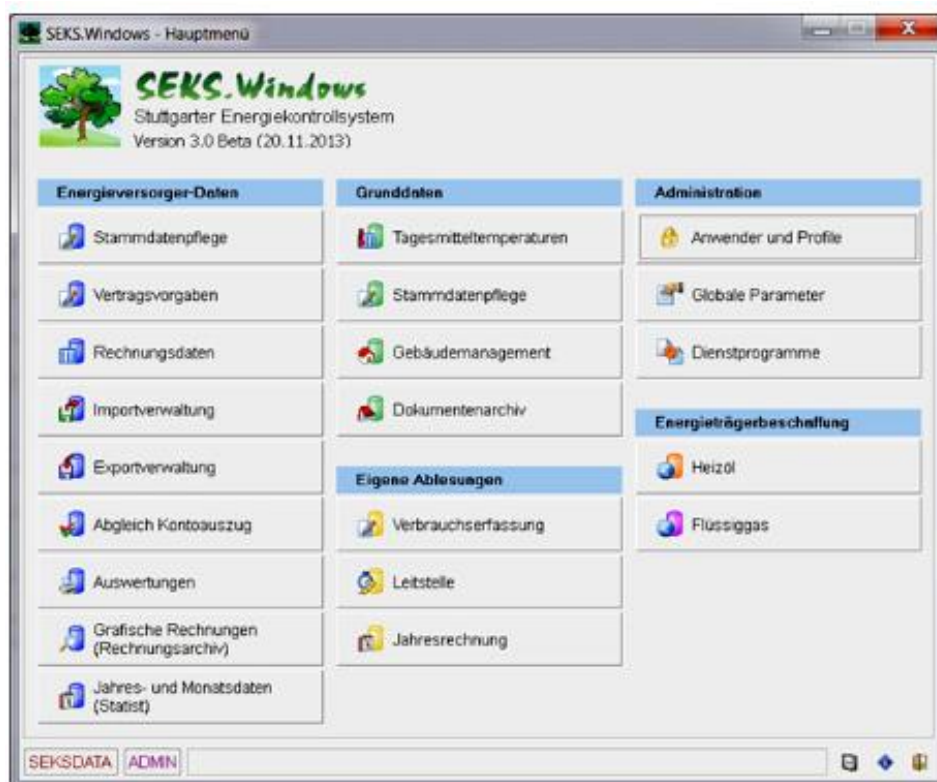 SEKS.Windows - Hauptmenü
SEKS.Windows
Stuttgarter Energiekontrollsystem
Version 3.0 Beta (20.11.2013)
Energieversorger-Daten
Stammdatenpflege
Vertragsvorgaben
Rechnungsdaten
Importverwaltung
Exportverwaltung
Abgleich Kontoauszug
Auswertungen
Grafische Rechnungen
(Rechnungsarchiv)
Jahres- und Monatsdaten
(Statist)
Grunddaten
Tagesmitteltemperaturen
Stammdatenpflege
Gebäudemanagement
Dokumentenarchiv
Eigene Ablesungen
Verbrauchserfassung
Leitstelle
Jahresrechnung
Administration
Anwender und Profile
Globale Parameter
Dienstprogramme
Energieträgerbeschaffung
Heizöl
Flüssiggas
SEKSDATA
ADMIN